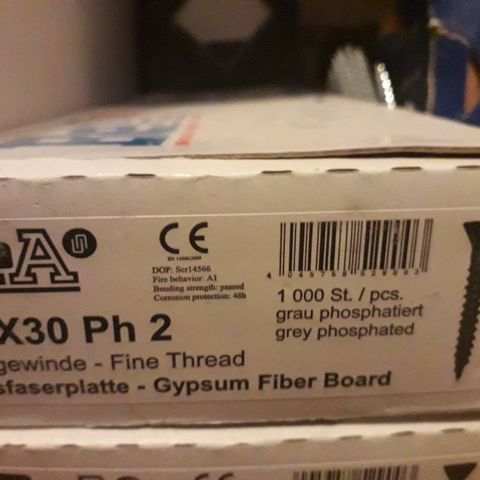 A
CE
EN 14566:2009
DOP: Scr14566
Fire behavior: A1
Bending strength: passed
Corrosion protection: 48h
1 000 St. / pcs.
grau phosphatiert
grey phosphated
X30 Ph 2
gewinde - Fine Thread
sfaserplatte - Gypsum Fiber Board